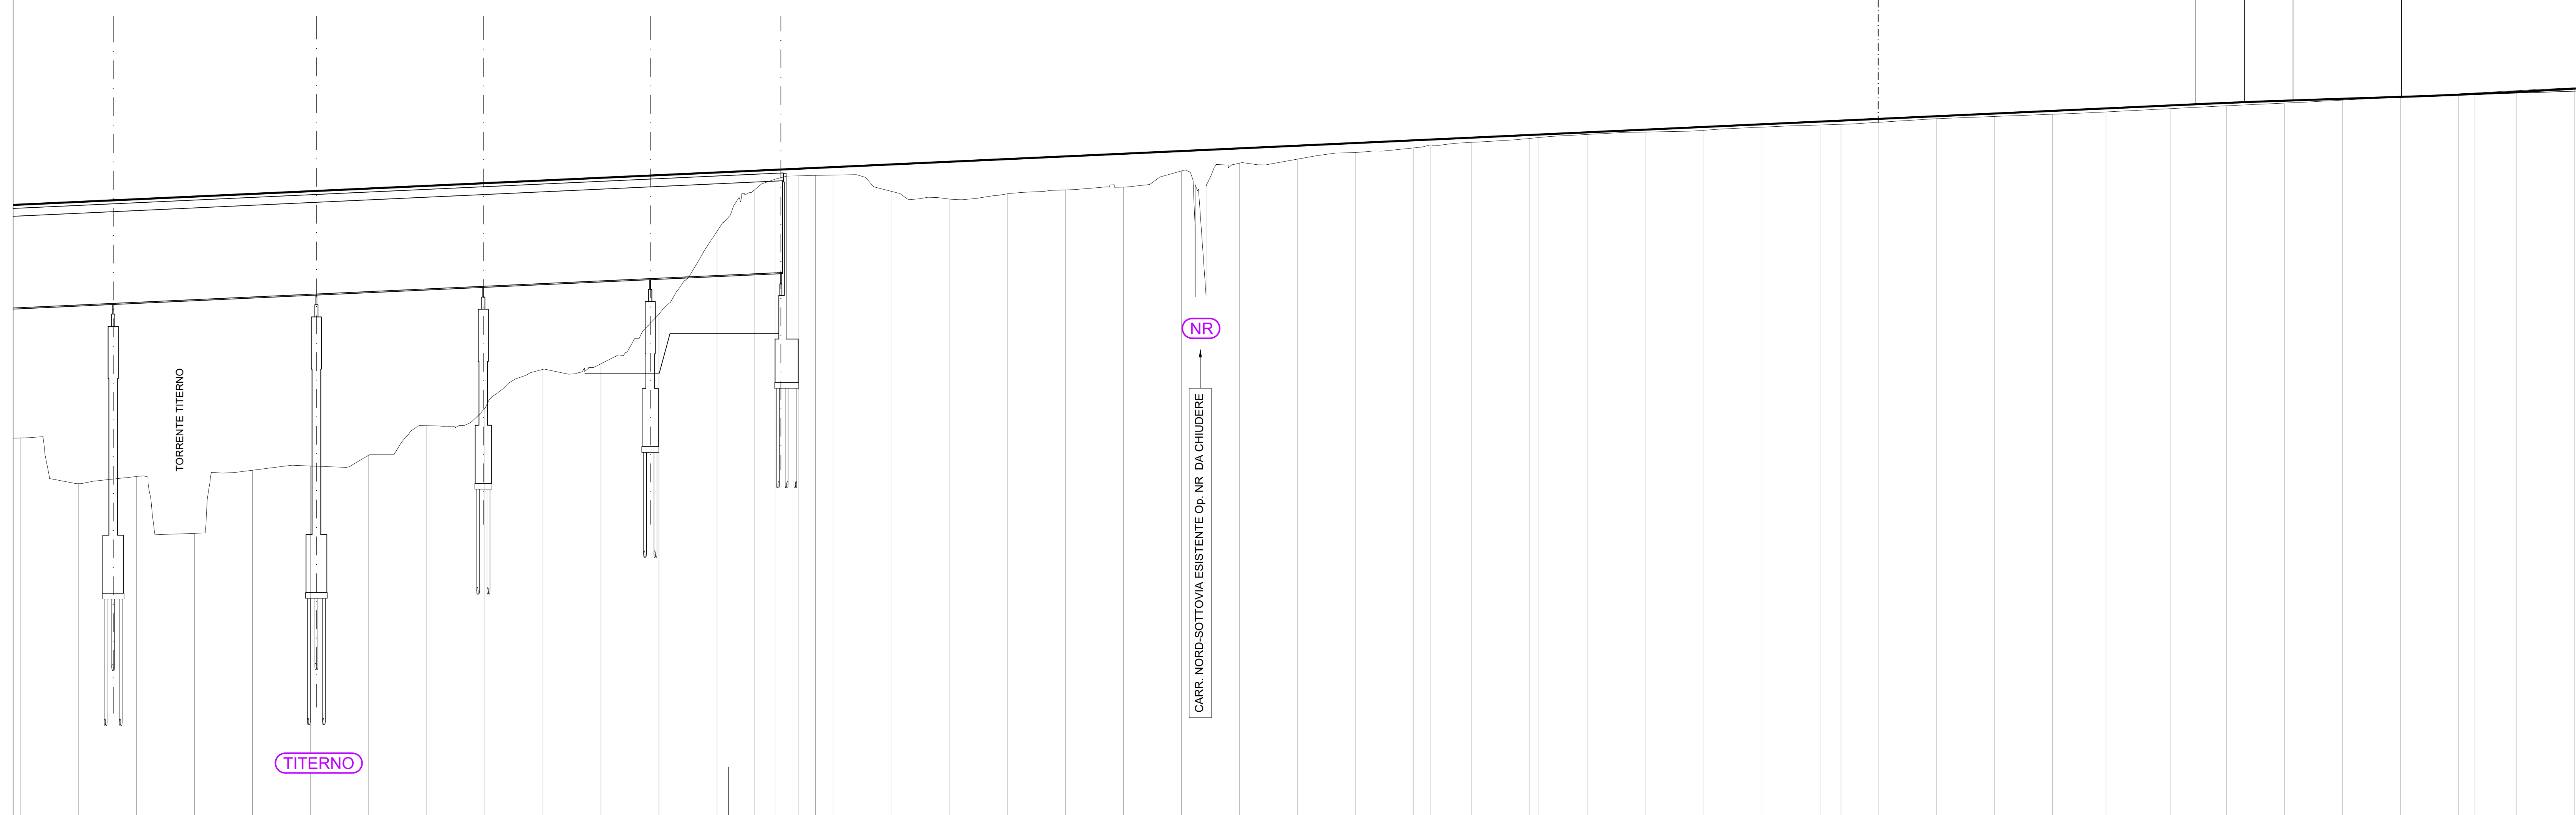 TORRENTE TITERNO
TITERNO
NR
CARR. NORD-SOTTOVIA ESISTENTE Op. NR DA CHIUDERE